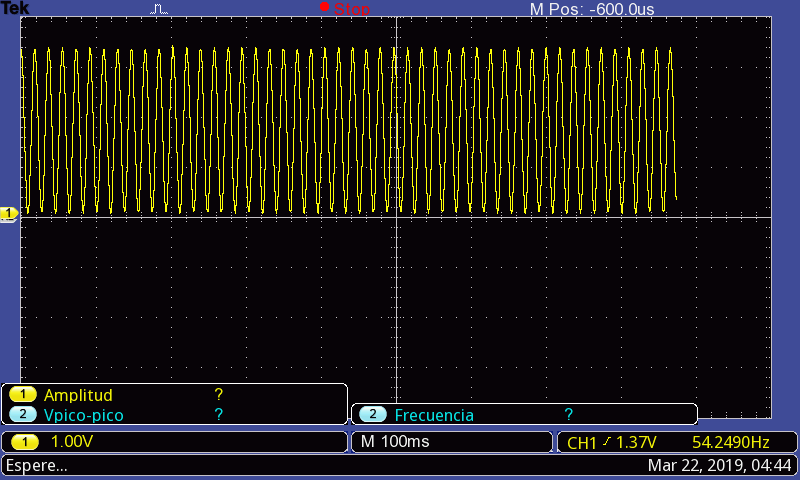 Tek Stop M Pos: -600.0us
1
1 Amplitud ?
2 Vpico-pico ? 2 Frecuencia ?
1 1.00V M 100ms CH1 1.37V 54.2490Hz
Espere... Mar 22, 2019, 04:44